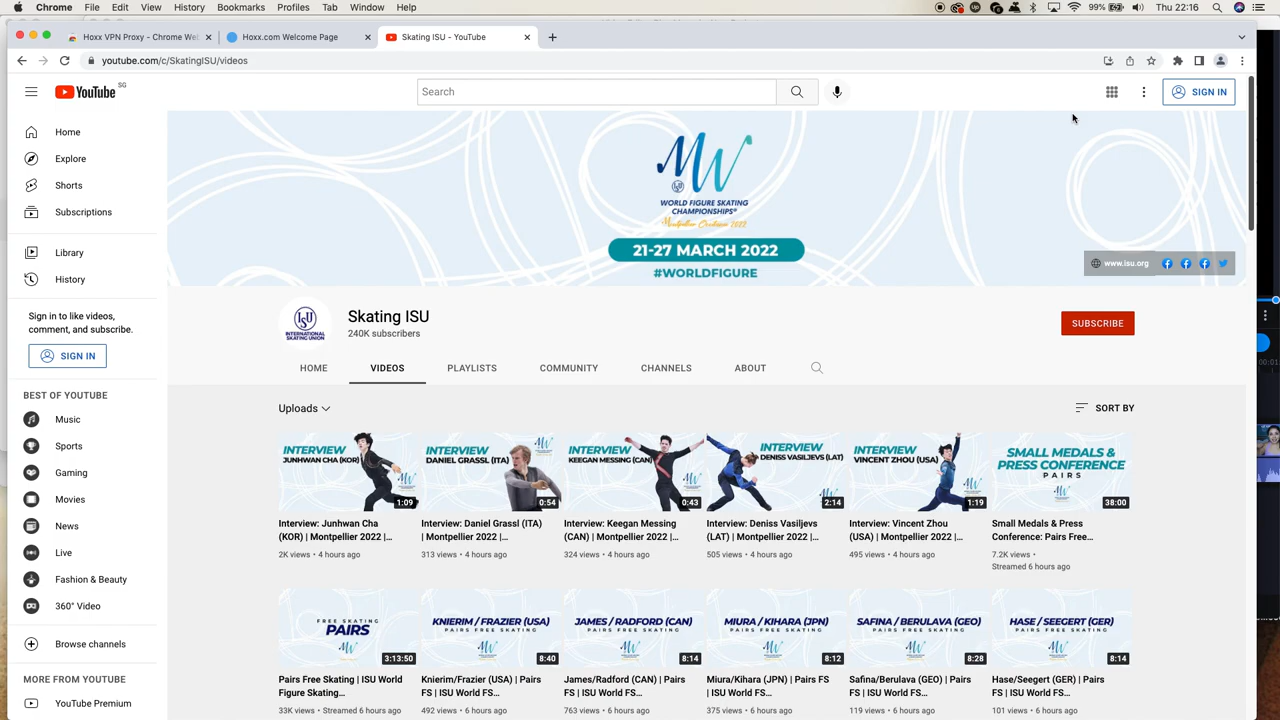 Chrome File Edit View History Bookmarks Profiles Tab Window Help 99% Thu 22:16
Hoxx VPN Proxy - Chrome Web Hoxx.com Welcome Page Skating ISU - YouTube
youtube.com/c/SkatingISU/videos
YouTube SG Search SIGN IN
Home
Explore
Shorts
Subscriptions
Library
History
Sign in to like videos,
comment, and subscribe.
SIGN IN
BEST OF YOUTUBE
Music
Sports
Gaming
Movies
News
Live
Fashion & Beauty
360° Video
Browse channels
MORE FROM YOUTUBE
YouTube Premium
MW
WORLD FIGURE SKATING
CHAMPIONSHIPS®
Montpellier Occitanie 2022
21-27 MARCH 2022
#WORLDFIGURE
www.isu.org
ISU
INTERNATIONAL
SKATING UNION
Skating ISU
240K subscribers
SUBSCRIBE
HOME VIDEOS PLAYLISTS COMMUNITY CHANNELS ABOUT
Uploads SORT BY
INTERVIEW
JUNHWAN CHA (KOR)
1:09
Interview: Junhwan Cha
(KOR) | Montpellier 2022 |...
2K views • 4 hours ago
INTERVIEW
DANIEL GRASSL (ITA)
0:54
Interview: Daniel Grassl (ITA)
| Montpellier 2022 |...
313 views • 4 hours ago
INTERVIEW
KEEGAN MESSING (CAN)
0:43
Interview: Keegan Messing
(CAN) | Montpellier 2022 |...
324 views • 4 hours ago
INTERVIEW
DENISS VASILJEVS (LAT)
2:14
Interview: Deniss Vasiljevs
(LAT) | Montpellier 2022 |...
505 views • 4 hours ago
INTERVIEW
VINCENT ZHOU (USA)
1:19
Interview: Vincent Zhou
(USA) | Montpellier 2022 |...
495 views • 4 hours ago
SMALL MEDALS &
PRESS CONFERENCE
PAIRS
38:00
Small Medals & Press
Conference: Pairs Free...
7.2K views •
Streamed 6 hours ago
FREE SKATING
PAIRS
3:13:50
Pairs Free Skating | ISU World
Figure Skating...
33K views • Streamed 6 hours ago
KNIERIM / FRAZIER (USA)
PAIRS FREE SKATING
8:40
Knierim/Frazier (USA) | Pairs
FS | ISU World FS...
492 views • 6 hours ago
JAMES / RADFORD (CAN)
PAIRS FREE SKATING
8:14
James/Radford (CAN) | Pairs
FS | ISU World FS...
763 views • 6 hours ago
MIURA / KIHARA (JPN)
PAIRS FREE SKATING
8:12
Miura/Kihara (JPN) | Pairs FS
| ISU World FS...
375 views • 6 hours ago
SAFINA / BERULAVA (GEO)
PAIRS FREE SKATING
8:28
Safina/Berulava (GEO) | Pairs
FS | ISU World FS...
119 views • 6 hours ago
HASE / SEEGERT (GER)
PAIRS FREE SKATING
8:14
Hase/Seegert (GER) | Pairs
FS | ISU World FS...
101 views • 6 hours ago
00:01